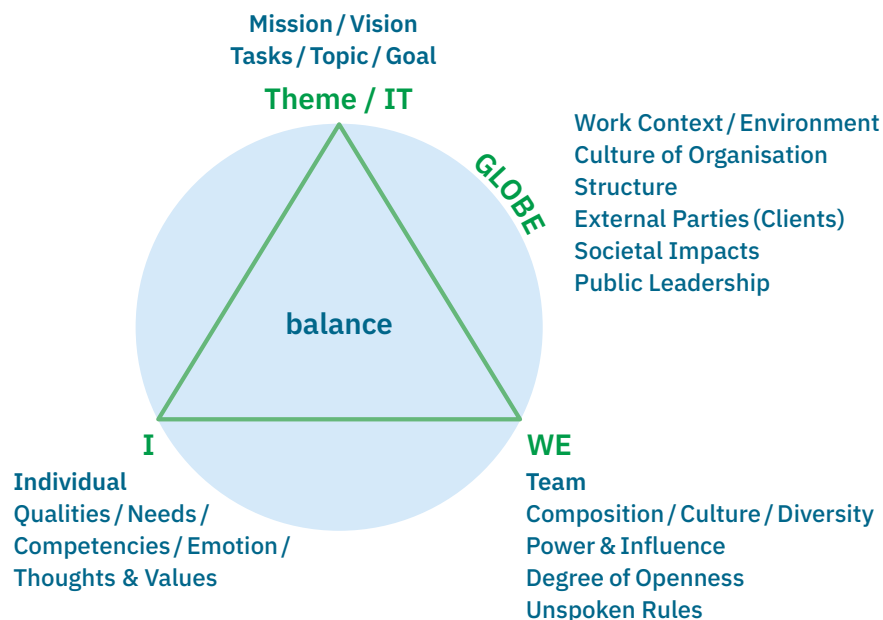 Mission / Vision
Tasks / Topic / Goal
Theme / IT
GLOBE
Work Context / Environment
Culture of Organisation
Structure
External Parties (Clients)
Societal Impacts
Public Leadership
balance
I
Individual
Qualities / Needs /
Competencies / Emotion /
Thoughts & Values
WE
Team
Composition / Culture / Diversity
Power & Influence
Degree of Openness
Unspoken Rules